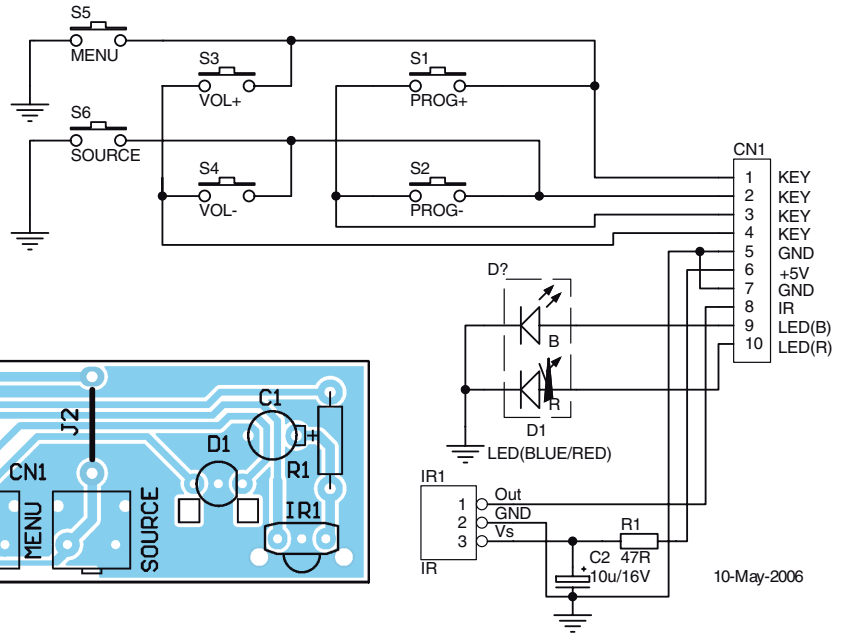 S5
MENU
S3
VOL+
S1
PROG+
S6
SOURCE
S4
VOL-
S2
PROG-
CN1
1 KEY
2 KEY
3 KEY
4 KEY
5 GND
6 +5V
7 GND
8 IR
9 LED(B)
10 LED(R)
D?
B
R
D1
LED(BLUE/RED)
IR1
1 Out
2 GND
3 Vs
IR
R1
47R
C2
+
10u/16V
10-May-2006
J2
C1
+
D1
R1
CN1
MENU
SOURCE
IR1